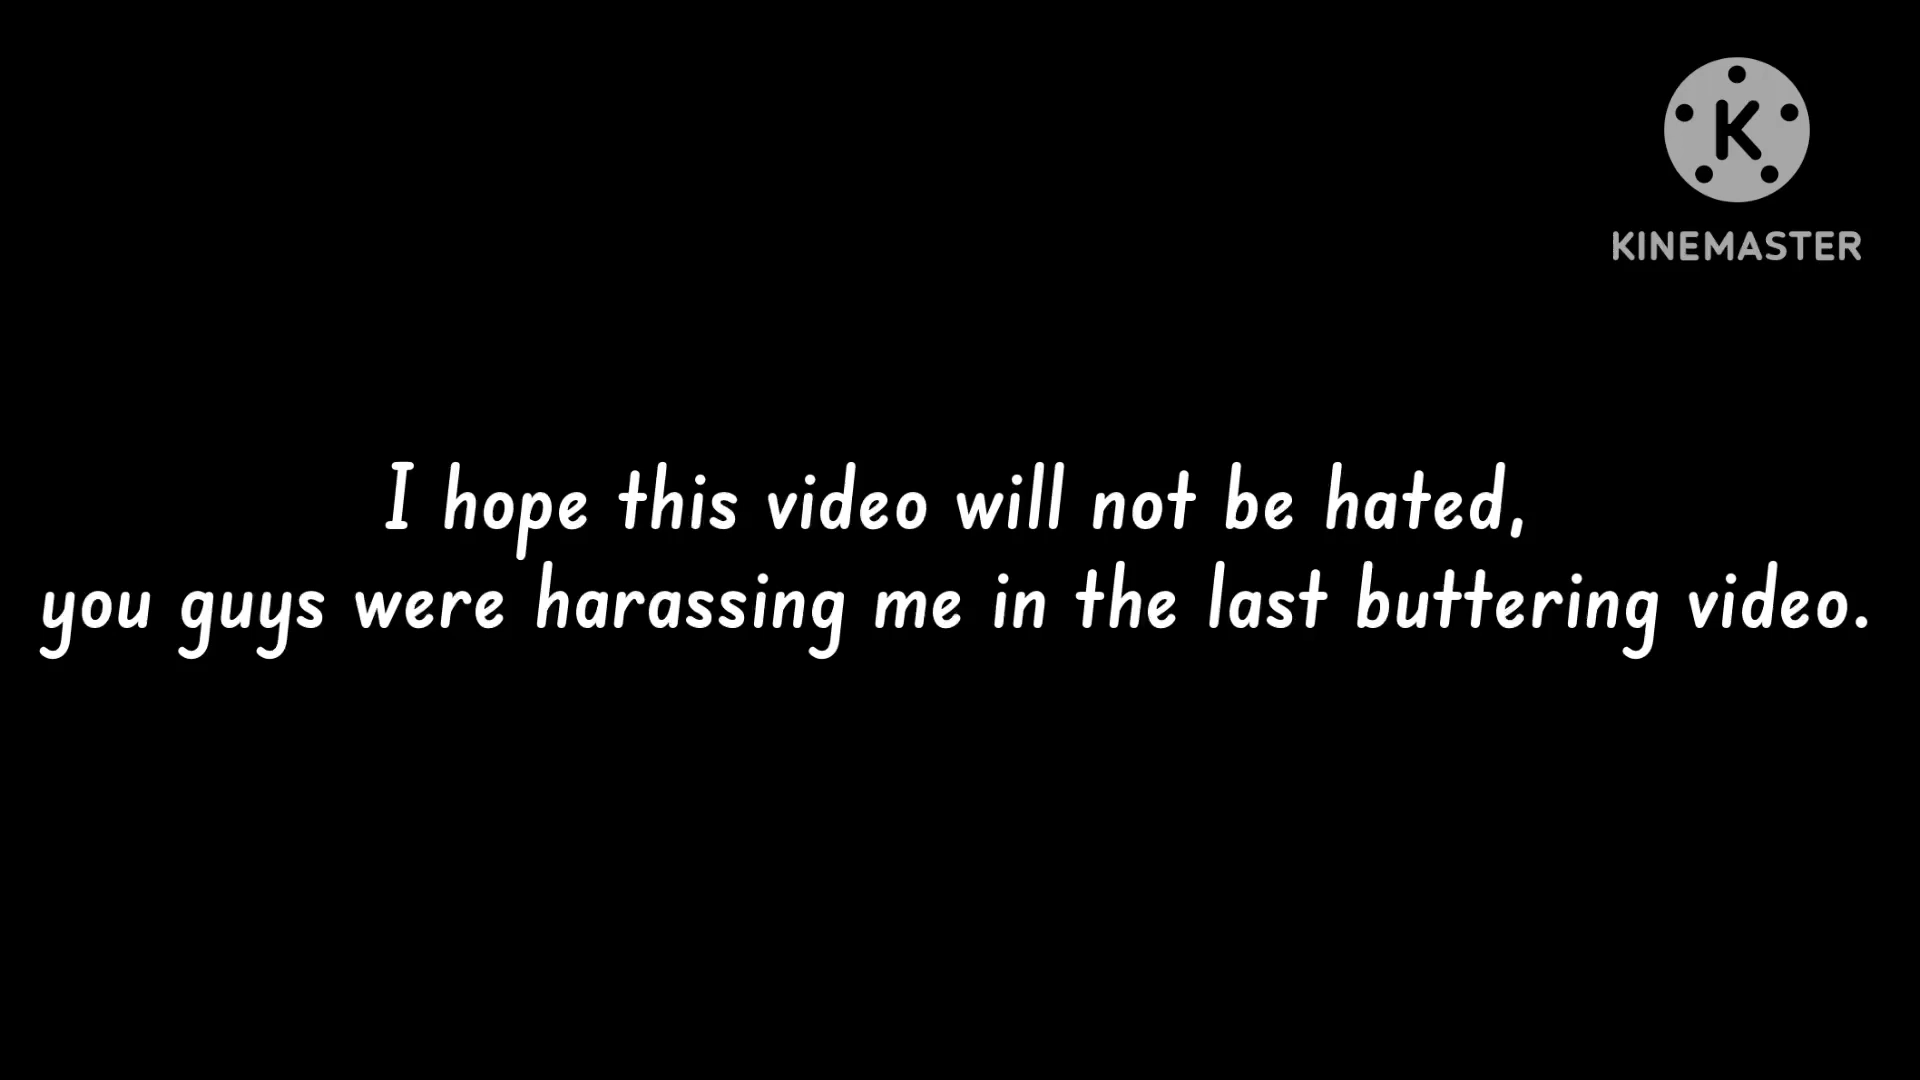 K
KINEMASTER
I hope this video will not be hated,
you guys were harassing me in the last buttering video.